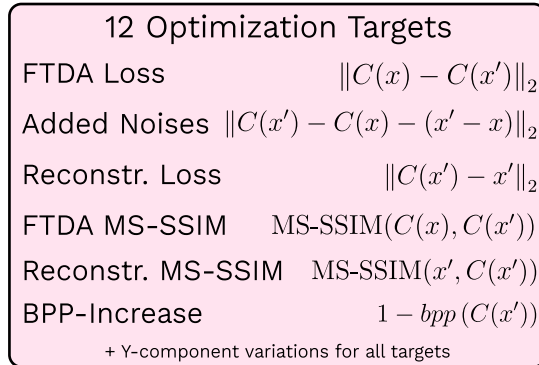 12 Optimization Targets
FTDA Loss ‖C(x) − C(x′)‖₂
Added Noises ‖C(x′) − C(x) − (x′ − x)‖₂
Reconstr. Loss ‖C(x′) − x′‖₂
FTDA MS-SSIM MS-SSIM(C(x), C(x′))
Reconstr. MS-SSIM MS-SSIM(x′, C(x′))
BPP-Increase 1 − bpp (C(x′))
+ Y-component variations for all targets